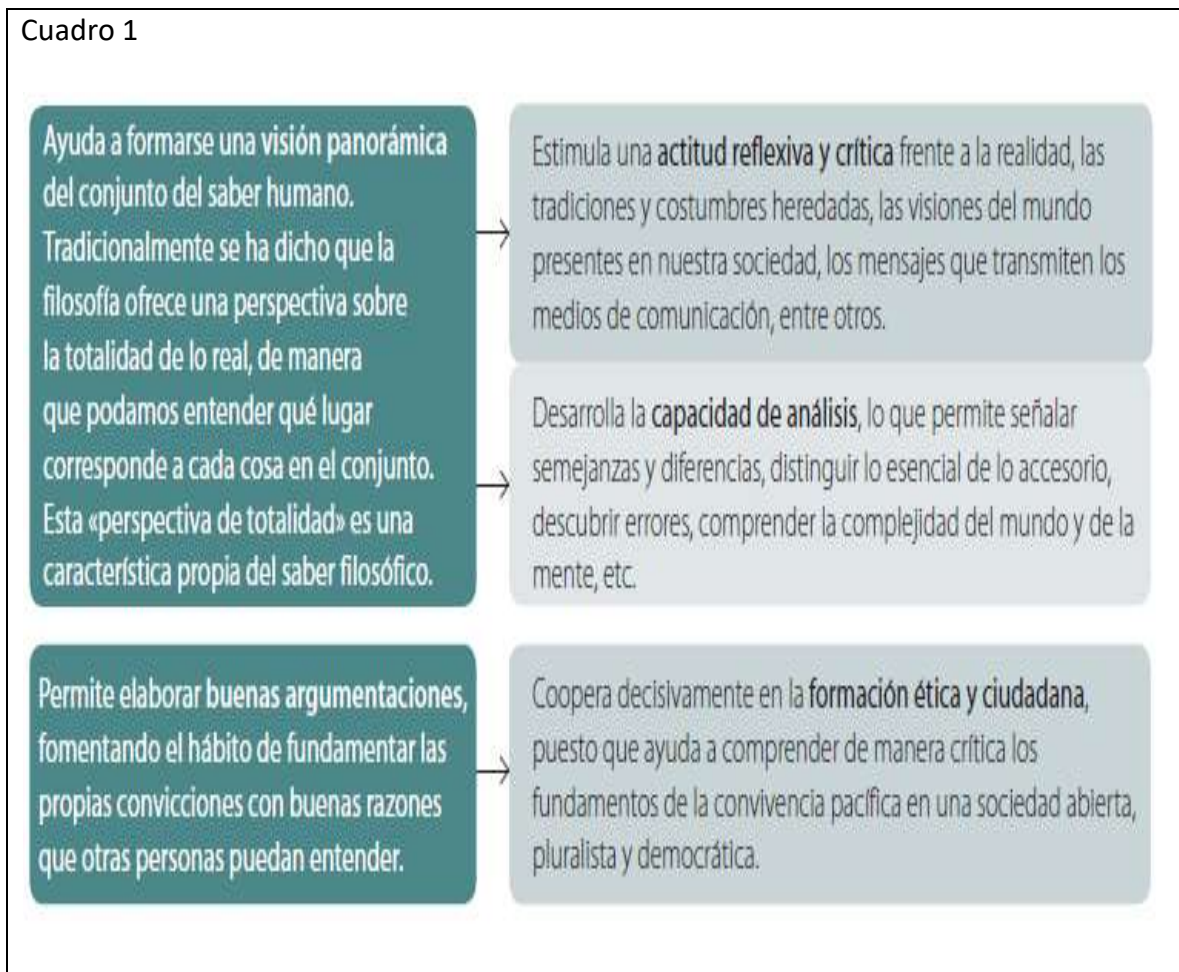 Cuadro 1
Ayuda a formarse una visión panorámica
del conjunto del saber humano.
Tradicionalmente se ha dicho que la
filosofía ofrece una perspectiva sobre
la totalidad de lo real, de manera
que podamos entender qué lugar
corresponde a cada cosa en el conjunto.
Esta «perspectiva de totalidad» es una
característica propia del saber filosófico.
Estimula una actitud reflexiva y crítica frente a la realidad, las
tradiciones y costumbres heredadas, las visiones del mundo
presentes en nuestra sociedad, los mensajes que transmiten los
medios de comunicación, entre otros.
Desarrolla la capacidad de análisis, lo que permite señalar
semejanzas y diferencias, distinguir lo esencial de lo accesorio,
descubrir errores, comprender la complejidad del mundo y de la
mente, etc.
Permite elaborar buenas argumentaciones,
fomentando el hábito de fundamentar las
propias convicciones con buenas razones
que otras personas puedan entender.
Coopera decisivamente en la formación ética y ciudadana,
puesto que ayuda a comprender de manera crítica los
fundamentos de la convivencia pacífica en una sociedad abierta,
pluralista y democrática.